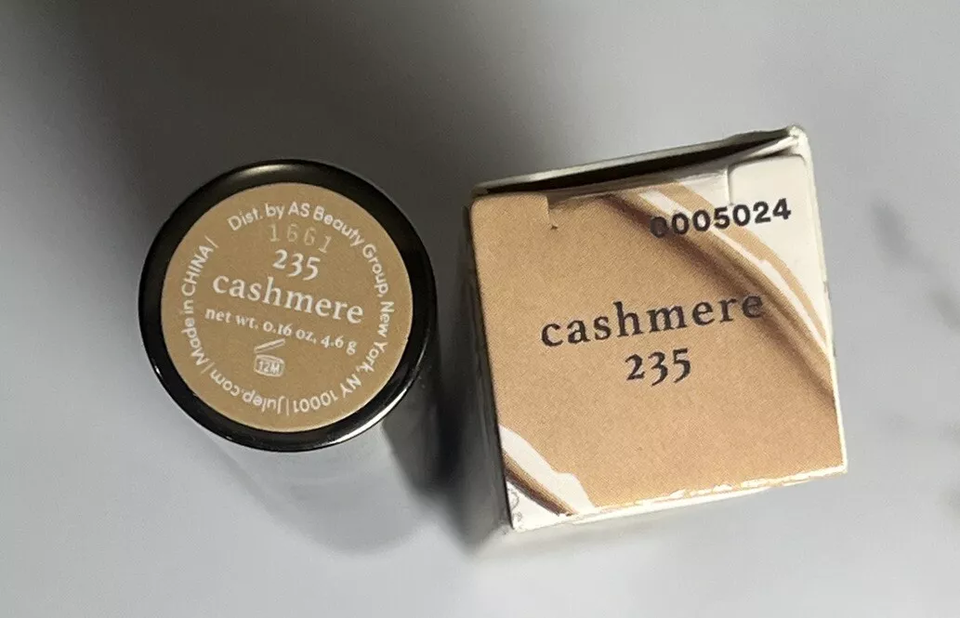 Dist. by AS Beauty Group, New York, NY 10001 | julep.com | Made in CHINA |
1661
235
cashmere
net wt. 0.16 oz, 4.6 g
12M
0005024
cashmere
235